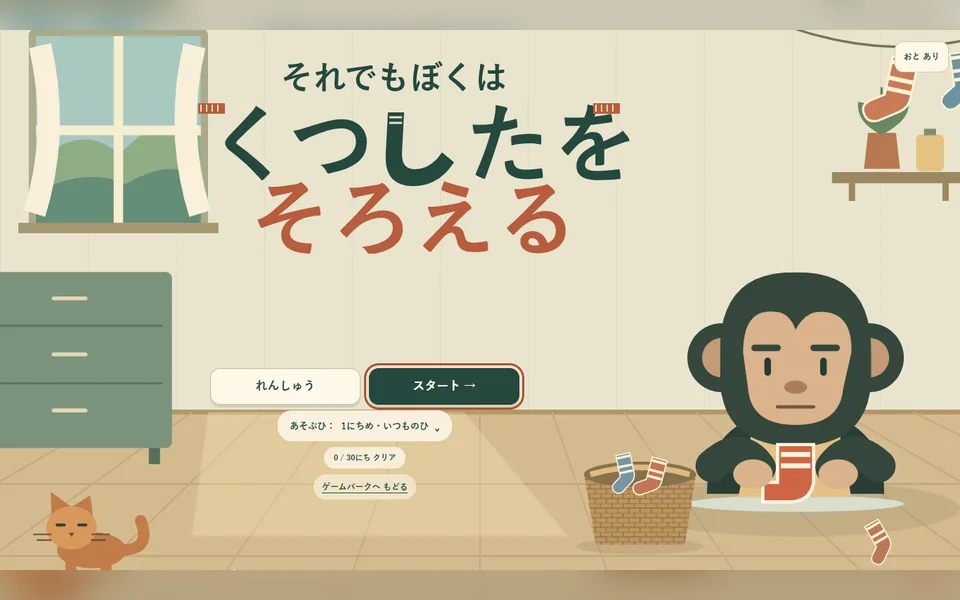 おと あり
それでもぼくは
くつしたを
そろえる
れんしゅう
スタート →
あそぶひ： 1にちめ・いつものひ
0 / 30にち クリア
ゲームパークへ もどる